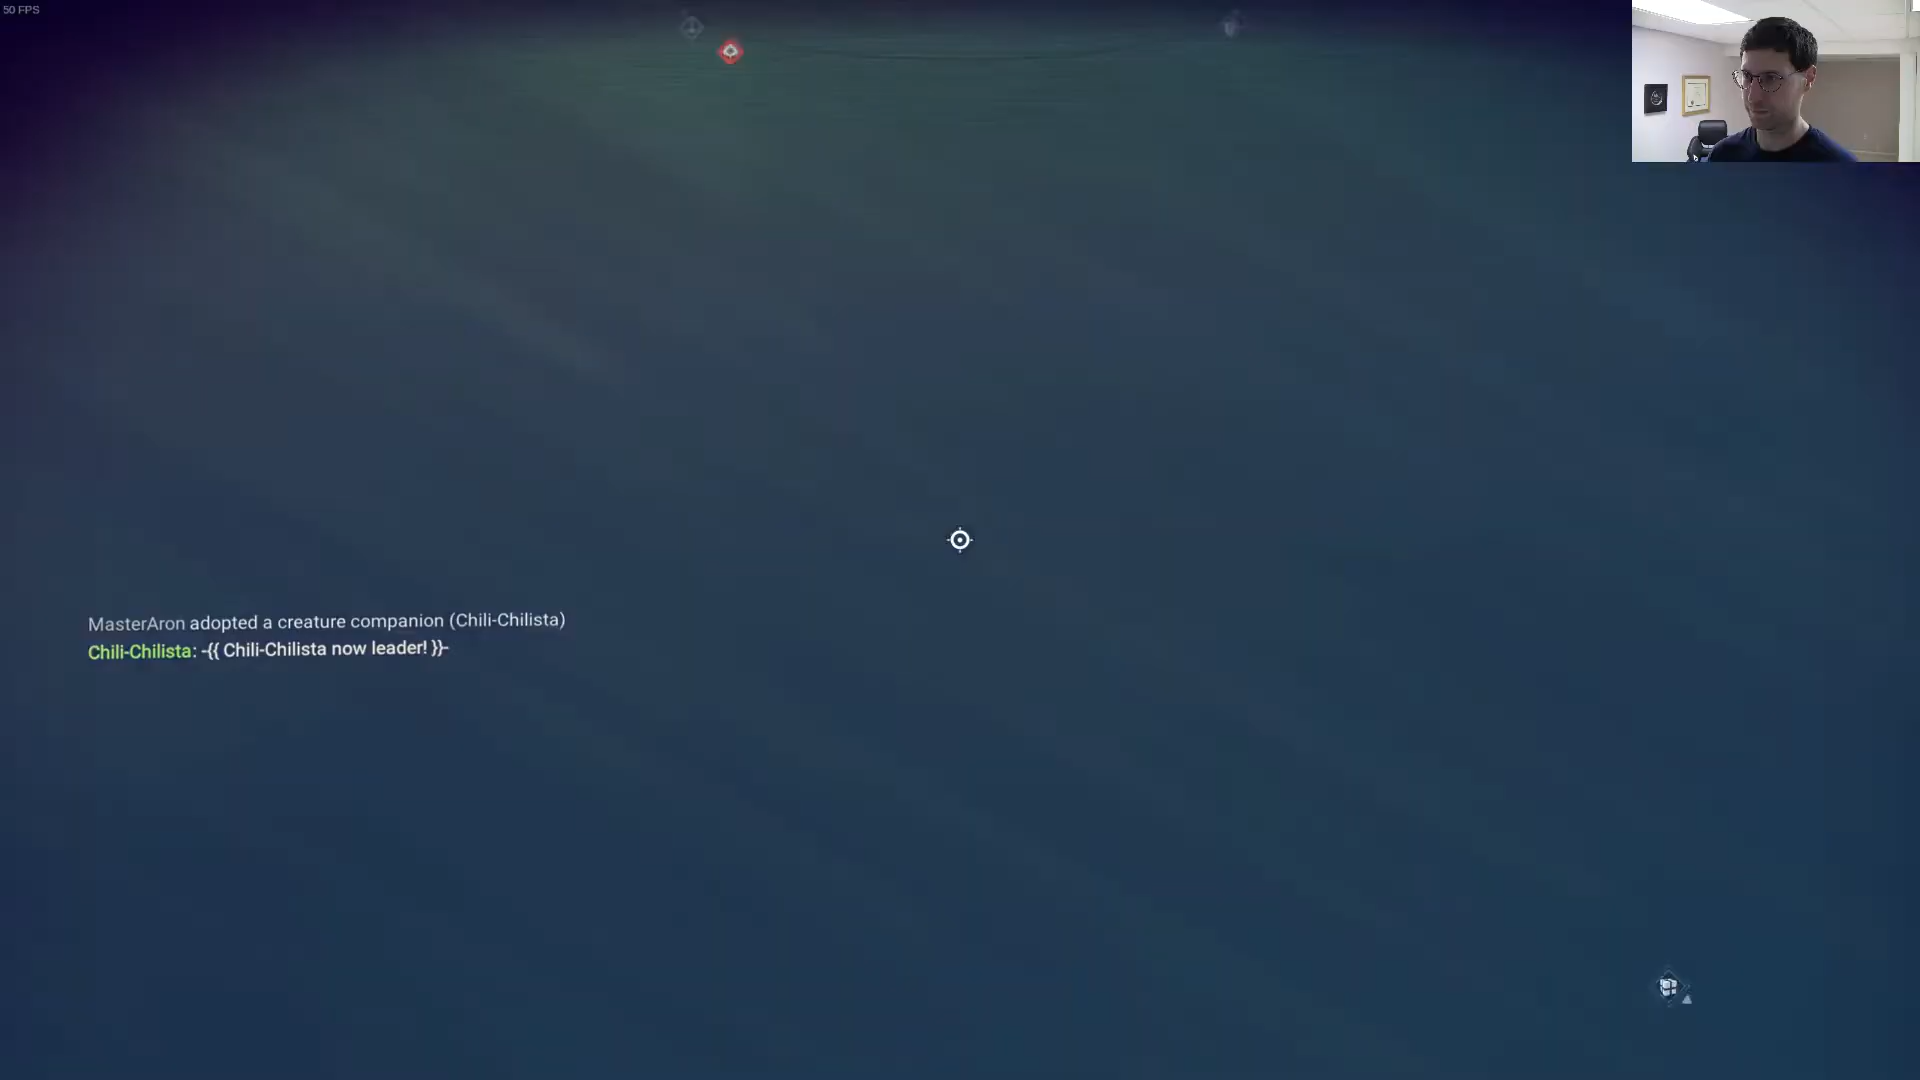 50 FPS
MasterAron adopted a creature companion (Chili-Chilista)
Chili-Chilista: -{{ Chili-Chilista now leader! }}-